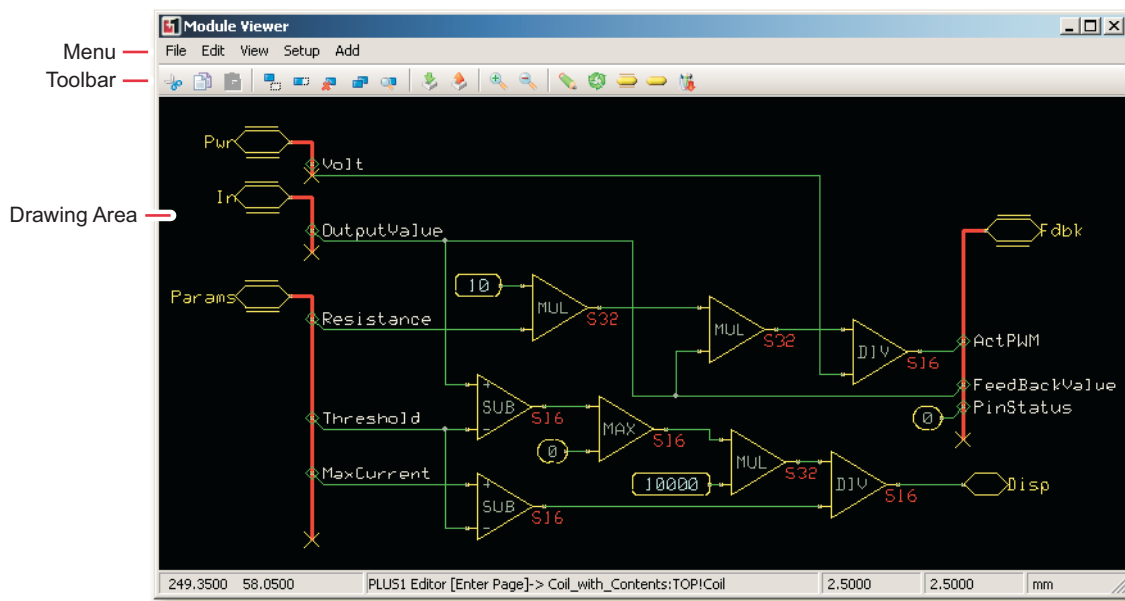 Module Viewer
Menu
File Edit View Setup Add
Toolbar
Drawing Area
Pwr
Volt
In
OutputValue
Fdbk
10
MUL
S32
Params
Resistance
MUL
S32
DIV
S16
ActPWM
FeedBackValue
PinStatus
0
+
SUB
-
S16
Threshold
MAX
S16
0
MaxCurrent
MUL
S32
10000
+
SUB
-
S16
DIV
S16
Disp
249.3500 58.0500 PLUS1 Editor [Enter Page]-> Coil_with_Contents:TOP!Coil 2.5000 2.5000 mm